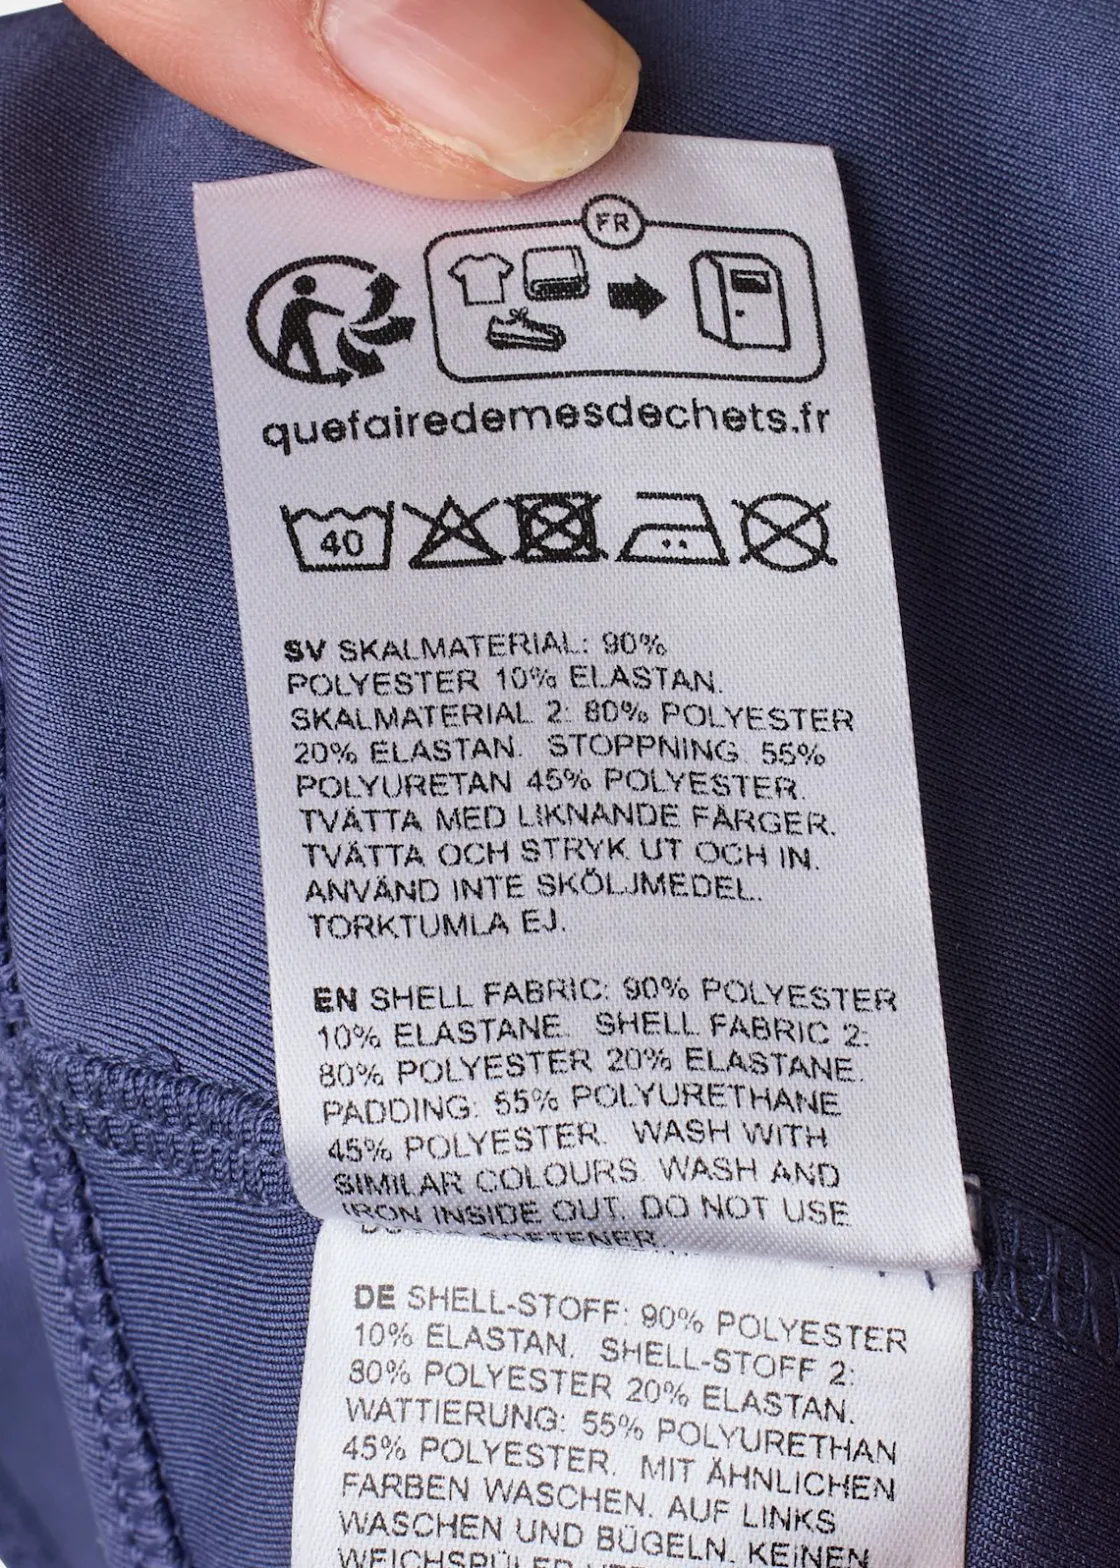 FR
quefairedemesdechets.fr
40
SV SKALMATERIAL: 90%
POLYESTER 10% ELASTAN.
SKALMATERIAL 2: 80% POLYESTER
20% ELASTAN. STOPPNING: 55%
POLYURETAN 45% POLYESTER.
TVÄTTA MED LIKNANDE FÄRGER.
TVÄTTA OCH STRYK UT OCH IN.
ANVÄND INTE SKÖLJMEDEL.
TORKTUMLA EJ.
EN SHELL FABRIC: 90% POLYESTER
10% ELASTANE. SHELL FABRIC 2:
80% POLYESTER 20% ELASTANE.
PADDING: 55% POLYURETHANE
45% POLYESTER. WASH WITH
SIMILAR COLOURS. WASH AND
IRON INSIDE OUT. DO NOT USE
DE SHELL-STOFF: 90% POLYESTER
10% ELASTAN. SHELL-STOFF 2:
80% POLYESTER 20% ELASTAN.
WATTIERUNG: 55% POLYURETHAN
45% POLYESTER. MIT ÄHNLICHEN
FARBEN WASCHEN. AUF LINKS
WASCHEN UND BÜGELN. KEINEN
WEICHSPÜLER